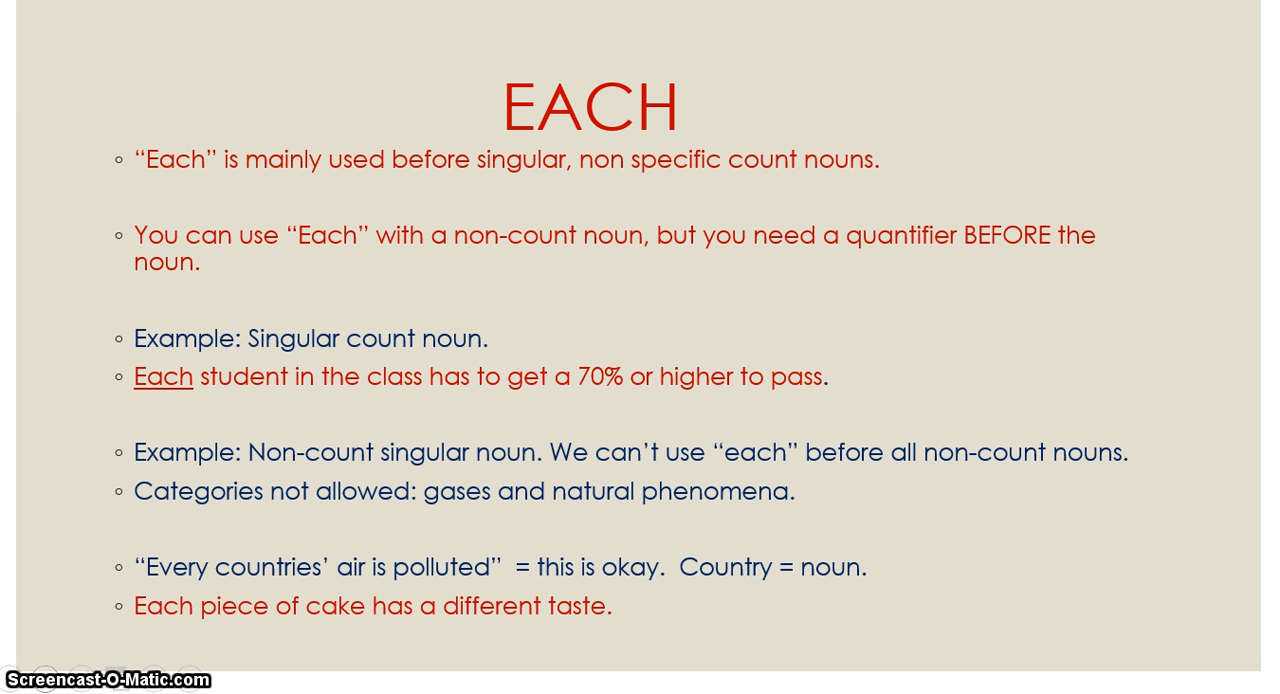 EACH
“Each” is mainly used before singular, non specific count nouns.
You can use “Each” with a non-count noun, but you need a quantifier BEFORE the
noun.
Example: Singular count noun.
Each student in the class has to get a 70% or higher to pass.
Example: Non-count singular noun. We can’t use “each” before all non-count nouns.
Categories not allowed: gases and natural phenomena.
“Every countries’ air is polluted”  = this is okay.  Country = noun.
Each piece of cake has a different taste.
Screencast-O-Matic.com